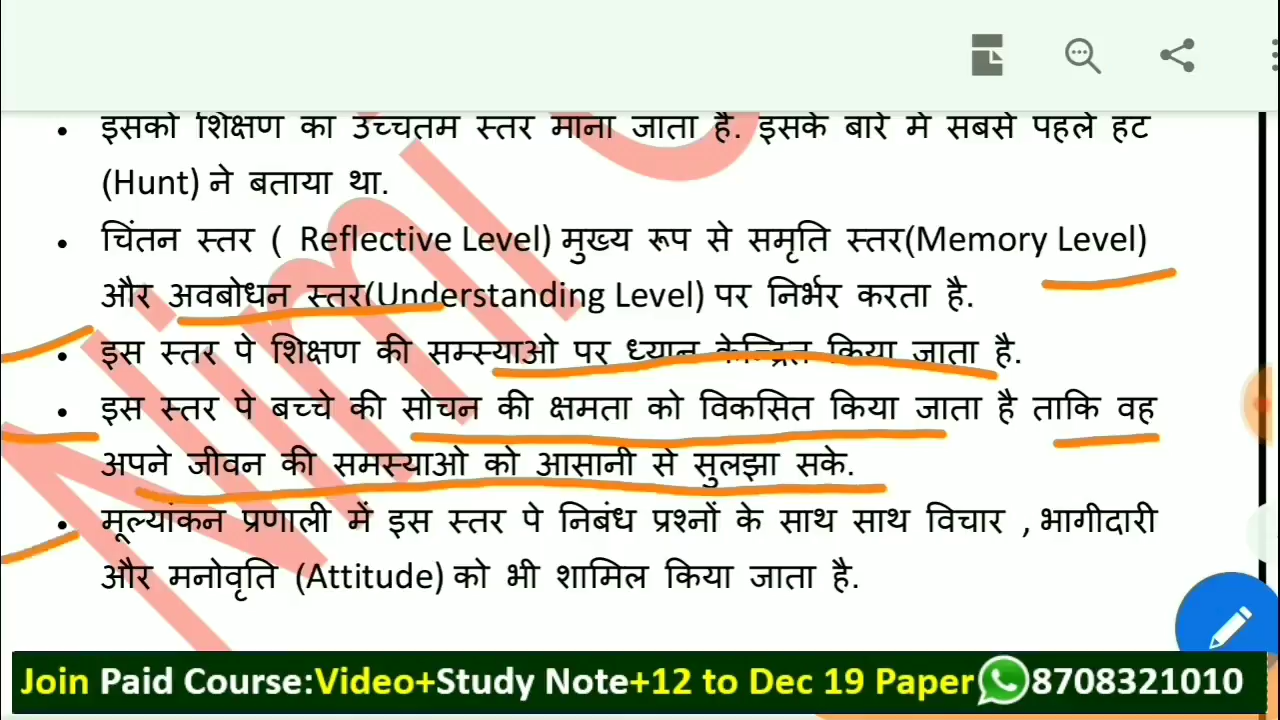 • इसको शिक्षण का उच्चतम स्तर माना जाता है. इसके बारे में सबसे पहले हंट
(Hunt) ने बताया था.
• चिंतन स्तर ( Reflective Level) मुख्य रूप से समृति स्तर(Memory Level)
और अवबोधन स्तर(Understanding Level) पर निर्भर करता है.
• इस स्तर पे शिक्षण की सम्स्याओ पर ध्यान केन्द्रित किया जाता है.
• इस स्तर पे बच्चे की सोचन की क्षमता को विकसित किया जाता है ताकि वह
अपने जीवन की समस्याओ को आसानी से सुलझा सके.
• मूल्यांकन प्रणाली में इस स्तर पे निबंध प्रश्नों के साथ साथ विचार , भागीदारी
और मनोवृति (Attitude) को भी शामिल किया जाता है.
Join Paid Course:Video+Study Note+12 to Dec 19 Paper 8708321010